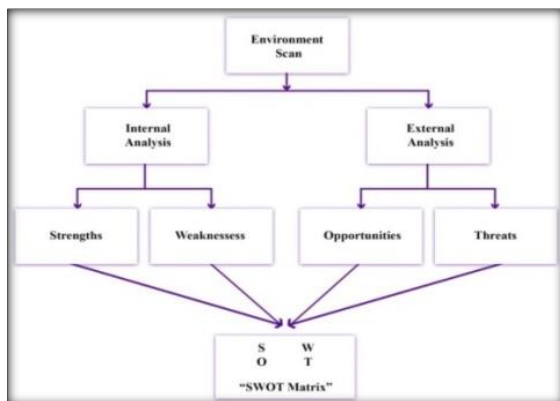 Environment
Scan
Internal
Analysis
External
Analysis
Strengths
Weaknessess
Opportunities
Threats
S W
O T
“SWOT Matrix”